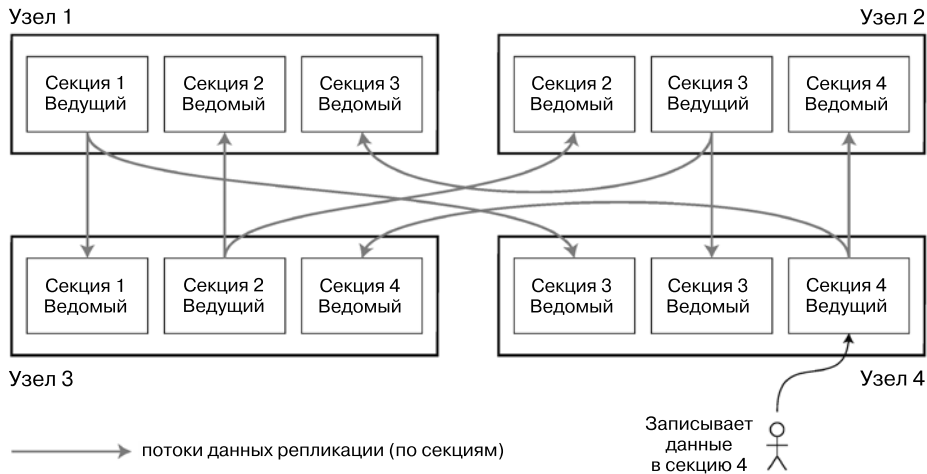 Узел 1
Узел 2
Секция 1
Ведущий
Секция 2
Ведомый
Секция 3
Ведомый
Секция 2
Ведомый
Секция 3
Ведущий
Секция 4
Ведомый
Секция 1
Ведомый
Секция 2
Ведущий
Секция 4
Ведомый
Секция 3
Ведомый
Секция 3
Ведомый
Секция 4
Ведущий
Узел 3
Узел 4
потоки данных репликации (по секциям)
Записывает
данные
в секцию 4